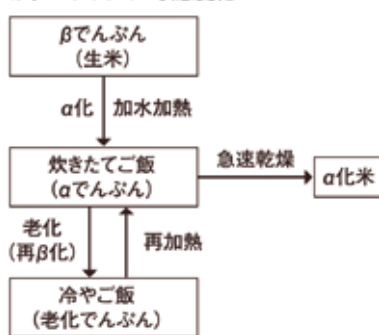 βでんぷん
(生米)
α化
加水加熱
炊きたてご飯
(αでんぷん)
急速乾燥
α化米
老化
(再β化)
再加熱
冷やご飯
(老化でんぷん)